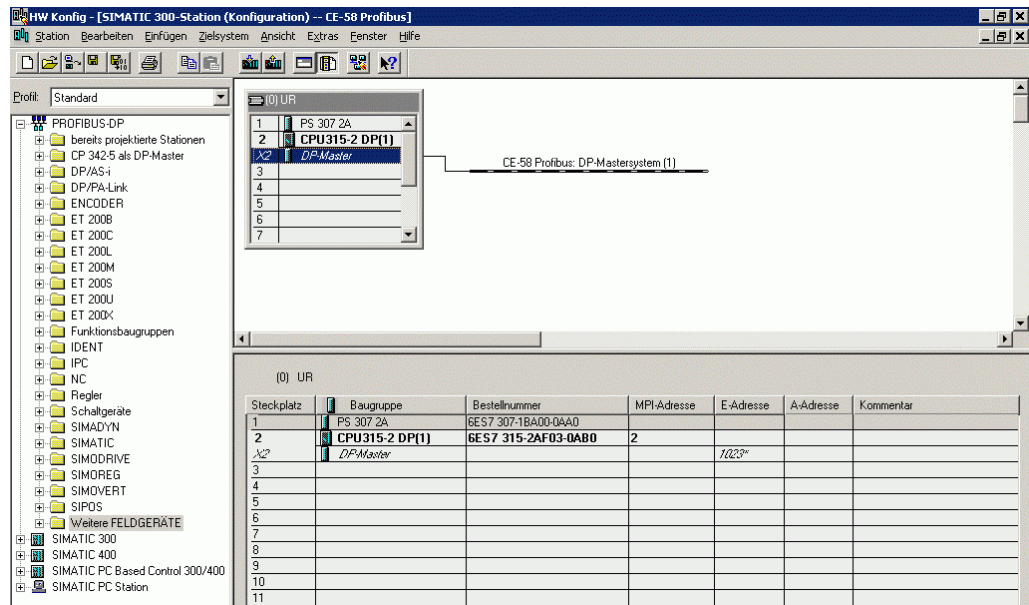 HW Konfig - [SIMATIC 300-Station (Konfiguration) -- CE-58 Profibus]
Station Bearbeiten Einfügen Zielsystem Ansicht Extras Fenster Hilfe
Profil: Standard
PROFIBUS-DP
bereits projektierte Stationen
CP 342-5 als DP-Master
DP/AS-i
DP/PA-Link
ENCODER
ET 200B
ET 200C
ET 200L
ET 200M
ET 200S
ET 200U
ET 200X
Funktionsbaugruppen
IDENT
IPC
NC
Regler
Schaltgeräte
SIMADYN
SIMATIC
SIMODRIVE
SIMOREG
SIMOVERT
SIPOS
Weitere FELDGERÄTE
SIMATIC 300
SIMATIC 400
SIMATIC PC Based Control 300/400
SIMATIC PC Station
(0) UR
1 PS 307 2A
2 CPU315-2 DP(1)
X2 DP-Master
3
4
5
6
7
CE-58 Profibus: DP-Mastersystem (1)
(0) UR
Steckplatz Baugruppe Bestellnummer MPI-Adresse E-Adresse A-Adresse Kommentar
1 PS 307 2A 6ES7 307-1BA00-0AA0
2 CPU315-2 DP(1) 6ES7 315-2AF03-0AB0 2
X2 DP-Master 1023*
3
4
5
6
7
8
9
10
11